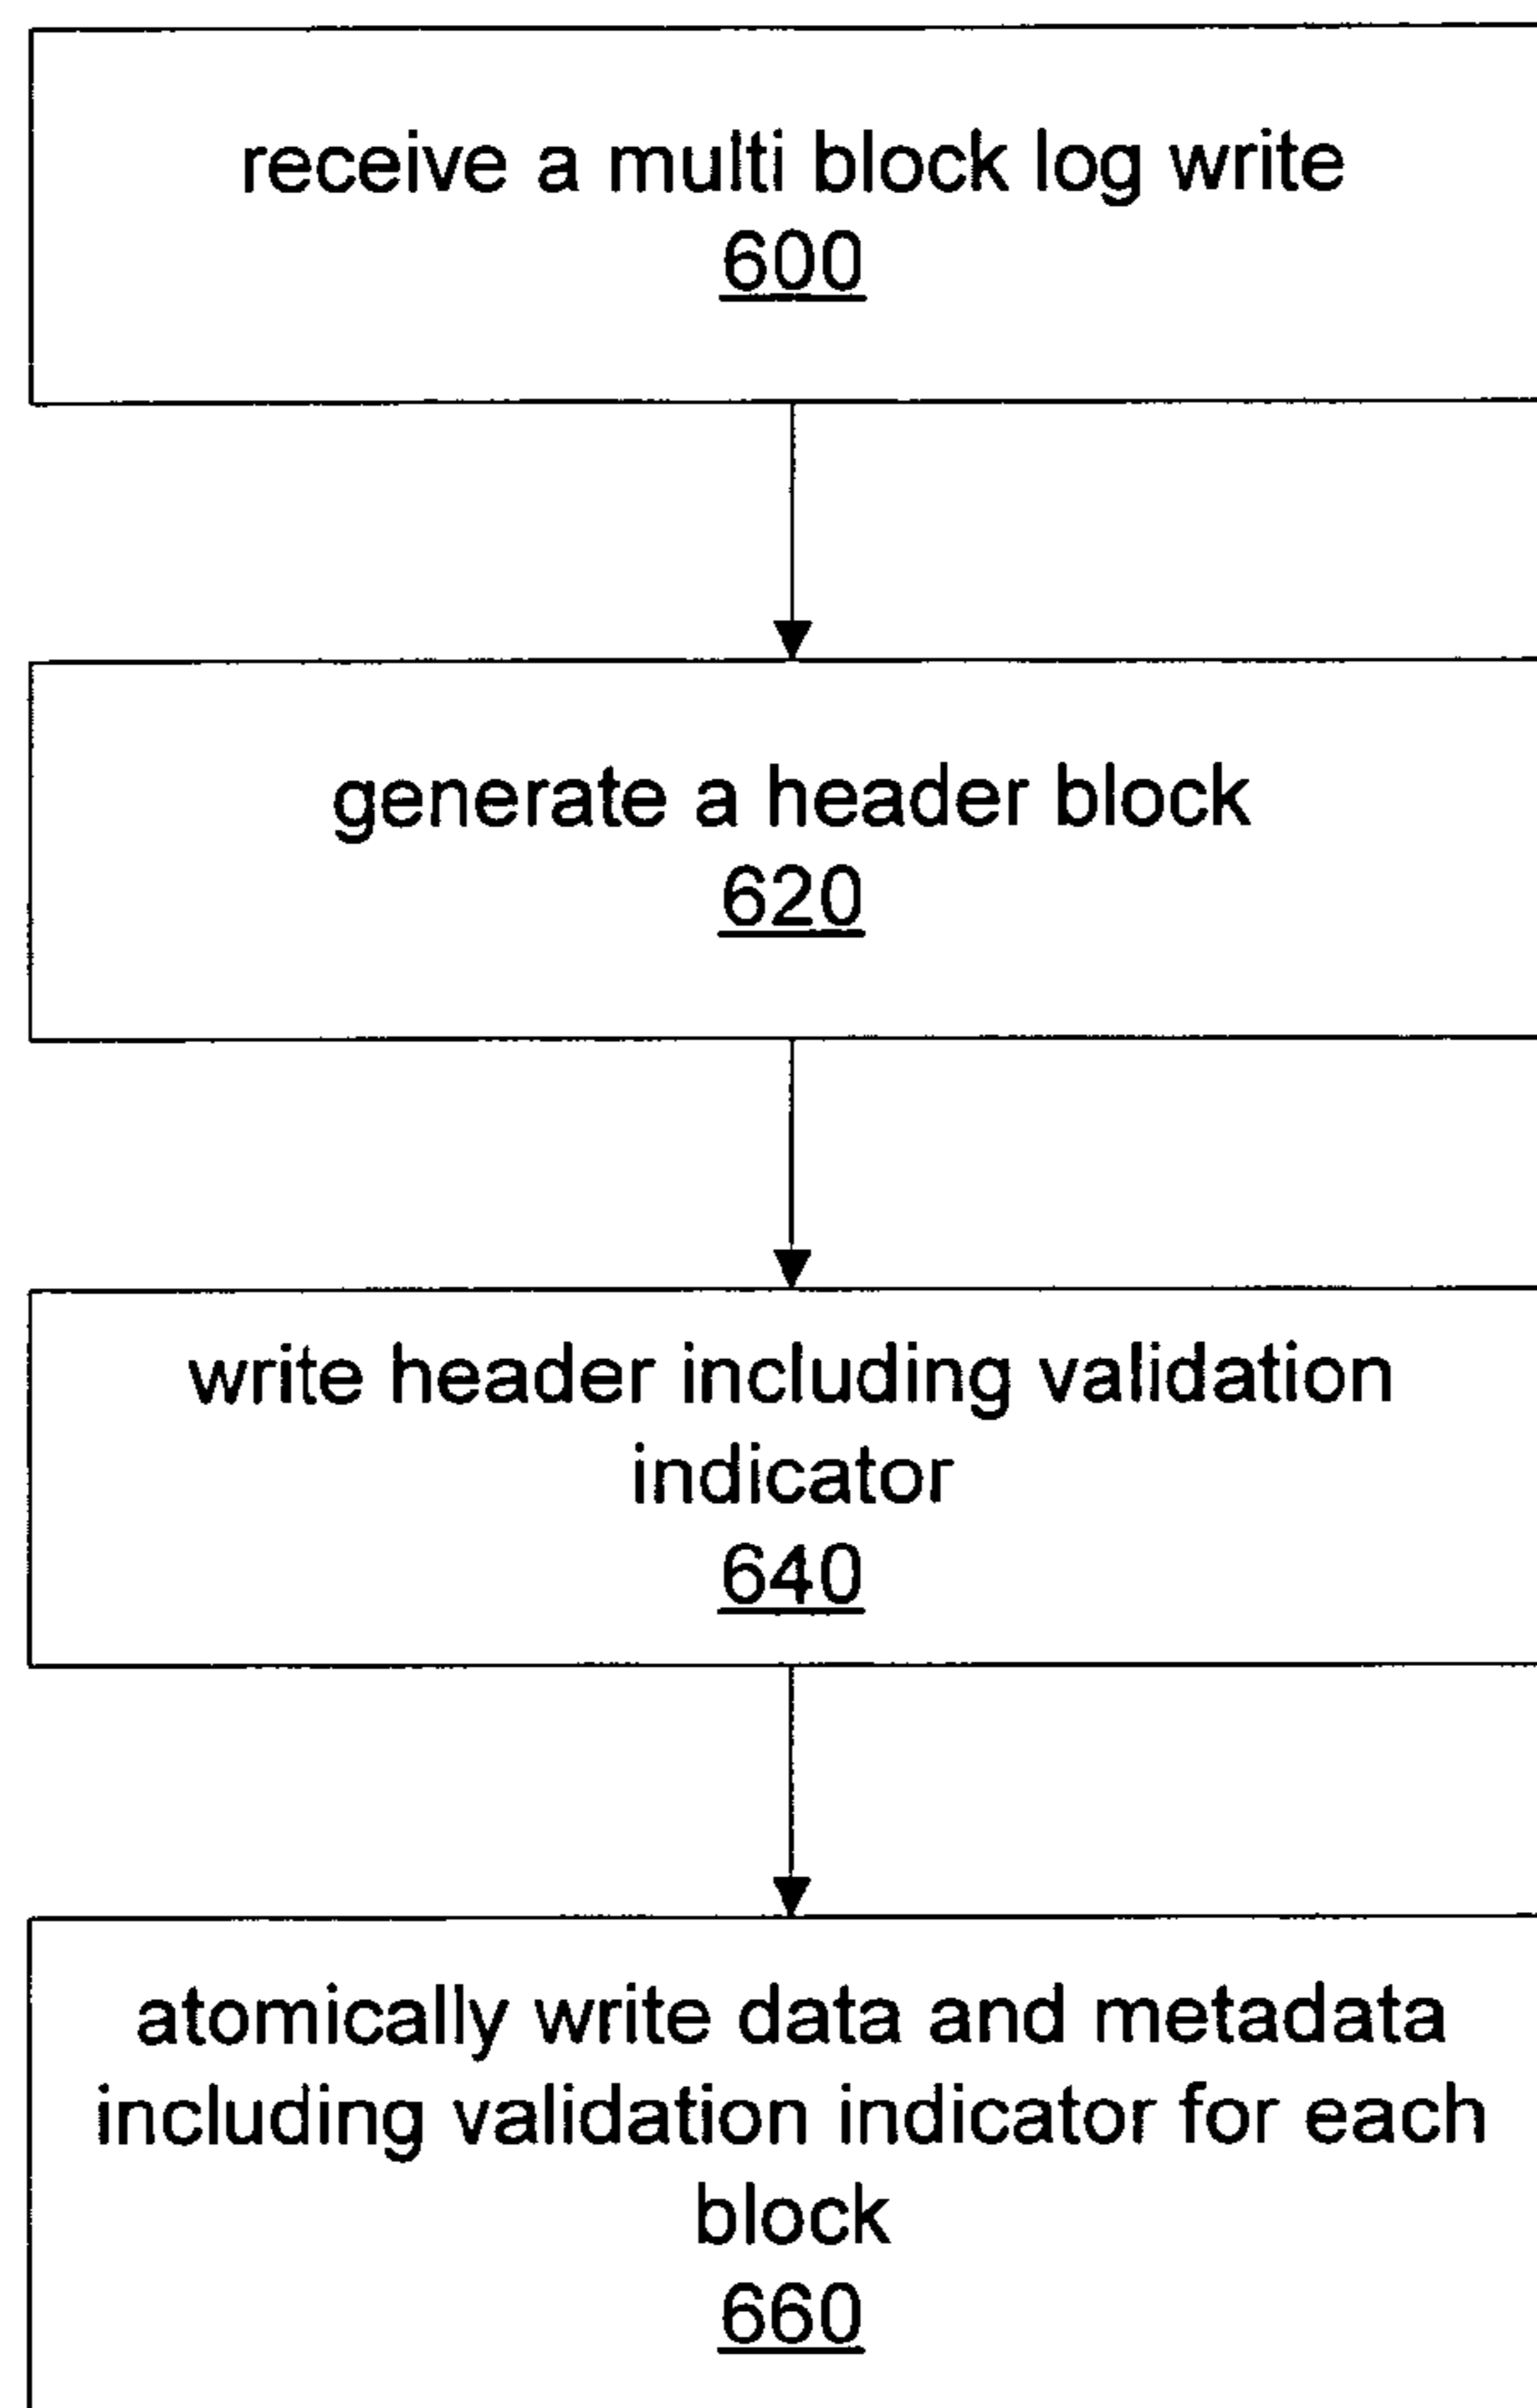 receive a multi block log write
600
generate a header block
620
write header including validation
indicator
640
atomically write data and metadata
including validation indicator for each
block
660